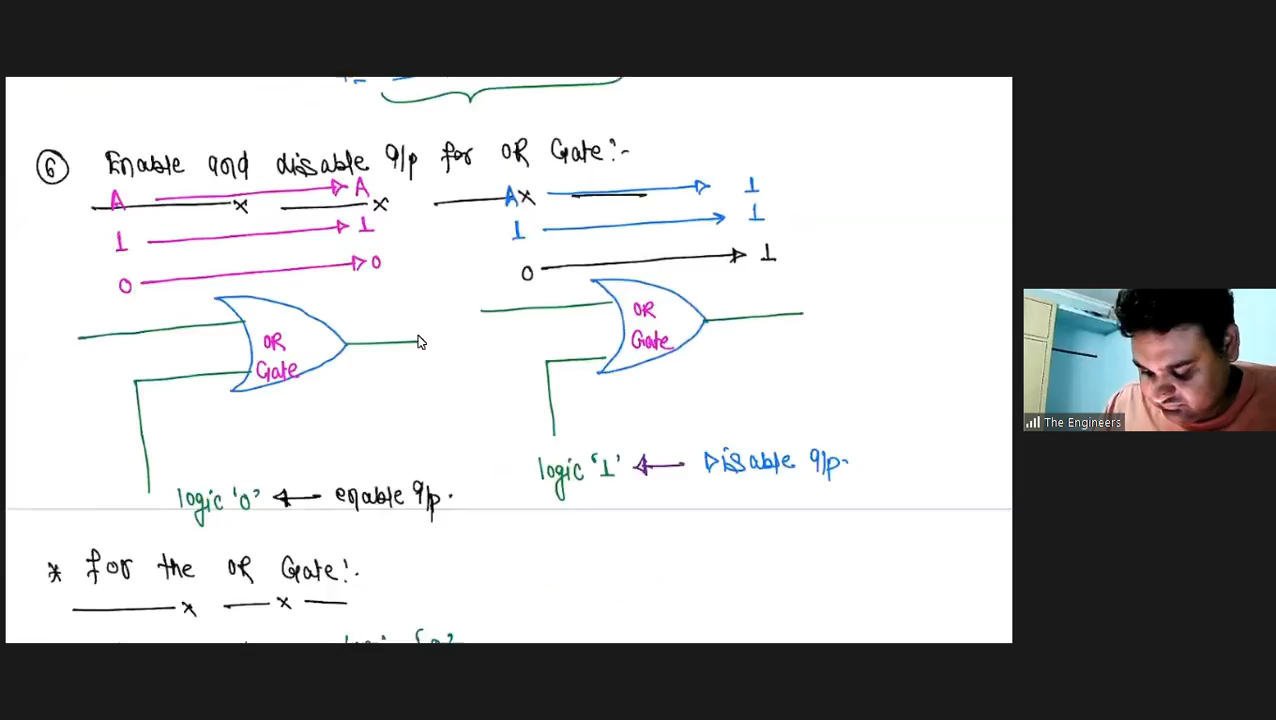 6 Enable and disable i/p for OR Gate:-
A A
1 1
0 0
A 1
1 1
0 1
OR
Gate
OR
Gate
logic '0' enable i/p.
logic '1' Disable i/p.
* for the OR Gate:-
The Engineers